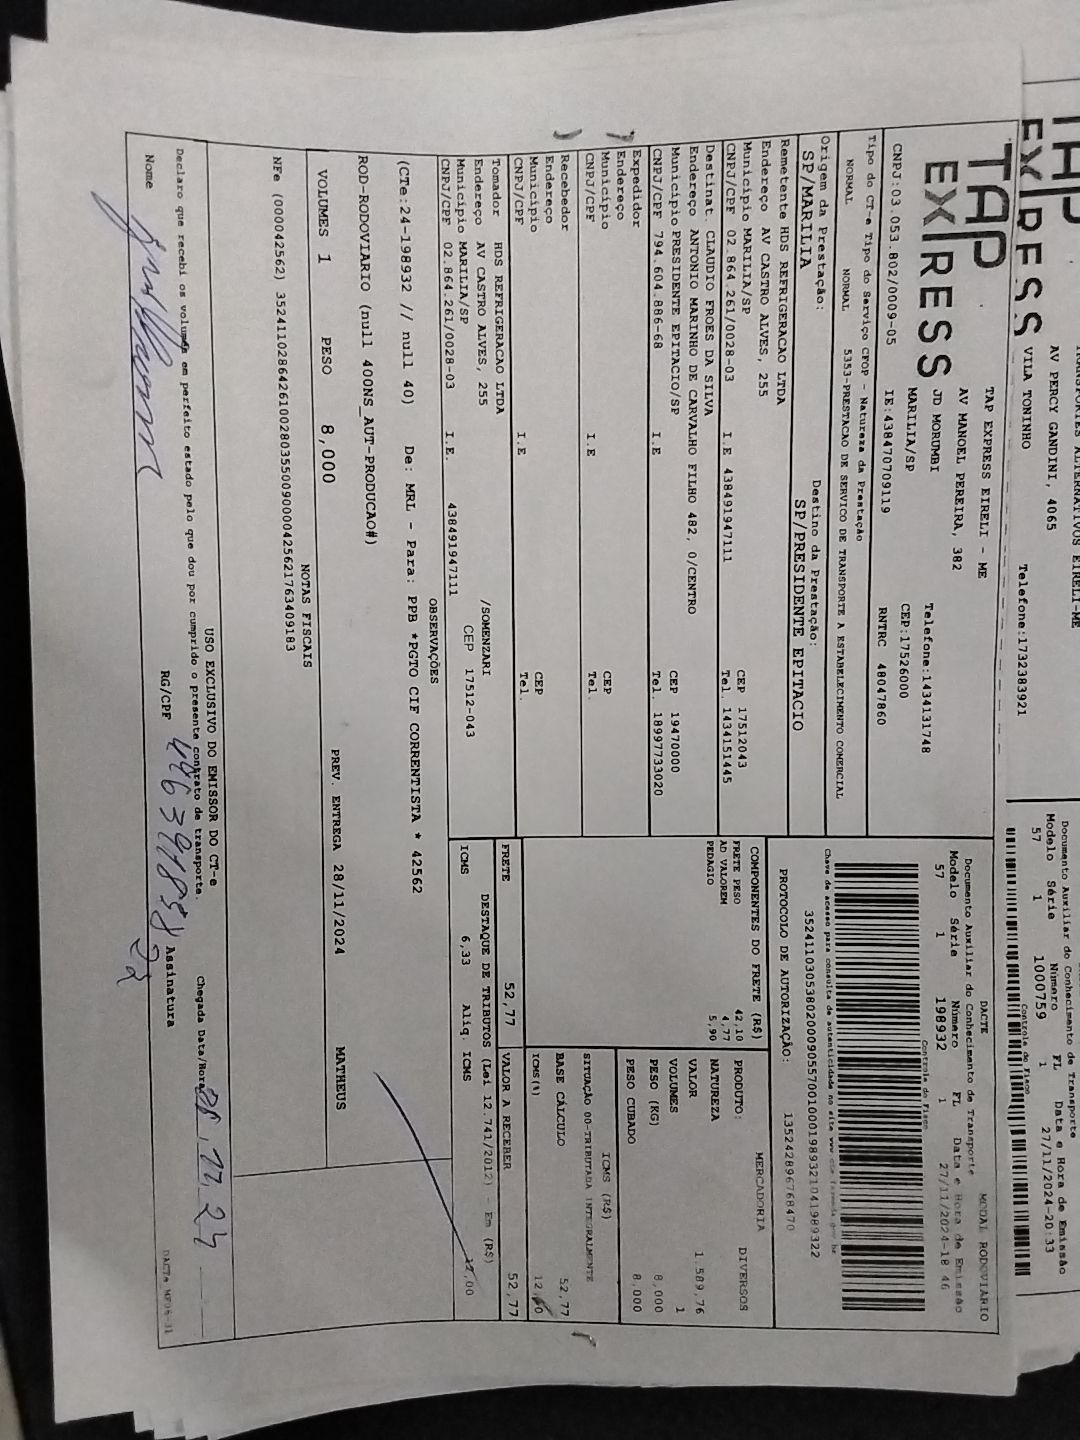 TRANSPORTES ALTERNATIVOS EIRELI-ME
AV PERCY GANDINI, 4065
VILA TONINHO
Telefone:1732383921
TAP
EXPRESS
Documento Auxiliar do Conhecimento de Transporte
Modelo Série Número FL Data e Hora de Emissão
57 1 1000759 1 27/11/2024-20:33
Controle do Fisco
TAP
EXPRESS
TAP EXPRESS EIRELI - ME
AV MANOEL PEREIRA, 382
JD MORUMBI
MARILIA/SP
Telefone:1434131748
CEP:17526000
CNPJ:03.053.802/0009-05 IE:438470709119 RNTRC 48047860
DACTE MODAL RODOVIÁRIO
Documento Auxiliar do Conhecimento de Transporte
Modelo Série Número FL Data e Hora de Emissão
57 1 198932 1 27/11/2024-18 46
Controle do Fisco
Tipo do CT-e Tipo do Serviço CFOP - Natureza da Prestação
NORMAL NORMAL 5353-PRESTACAO DE SERVICO DE TRANSPORTE A ESTABELECIMENTO COMERCIAL
Chave de acesso para consulta de autenticidade no site www.cte.fazenda.gov.br
35241103053802000905570010001989321041989322
Origem da Prestação: Destino da Prestação:
SP/MARILIA SP/PRESIDENTE EPITACIO
PROTOCOLO DE AUTORIZAÇÃO: 135242896768470
Remetente HDS REFRIGERACAO LTDA
Endereço AV CASTRO ALVES, 255
Município MARILIA/SP CEP 17512043
CNPJ/CPF 02.864.261/0028-03 I.E 438491947111 Tel. 1434151445
Destinat. CLAUDIO FROES DA SILVA
Endereço ANTONIO MARINHO DE CARVALHO FILHO 482, 0/CENTRO
Município PRESIDENTE EPITACIO/SP CEP 19470000
CNPJ/CPF 794.604.886-68 I.E Tel. 18997733020
Expedidor
Endereço
Município CEP
CNPJ/CPF I.E Tel.
Recebedor
Endereço
Município CEP
CNPJ/CPF I.E Tel.
Tomador HDS REFRIGERACAO LTDA
Endereço AV CASTRO ALVES, 255 /SOMENZARI
Município MARILIA/SP CEP 17512-043
CNPJ/CPF 02.864.261/0028-03 I.E. 438491947111
COMPONENTES DO FRETE (R$)
FRETE PESO 42,10
AD VALOREM 4,77
PEDAGIO 5,90
MERCADORIA
PRODUTO: DIVERSOS
NATUREZA
VALOR 1.589,76
VOLUMES 1
PESO (KG) 8,000
PESO CUBADO 8,000
ICMS (R$)
SITUAÇÃO 00-TRIBUTADA INTEGRALMENTE
BASE CÁLCULO 52,77
ICMS(%)
FRETE 52,77 VALOR A RECEBER 52,77
DESTAQUE DE TRIBUTOS (Lei 12.741/2012) - Em (R$)
ICMS 6,33 Aliq. ICMS 12,00
OBSERVAÇÕES
(CTe:24-198932 // null 40) De: MRL - Para: PPB *PGTO CIF CORRENTISTA * 42562
ROD-RODOVIARIO (null 400NS_AUT-PRODUCAO#)
VOLUMES 1 PESO 8,000 PREV. ENTREGA 28/11/2024 MATHEUS
NOTAS FISCAIS
NFe (000042562) 35241102864261002803550090000425621763409183
USO EXCLUSIVO DO EMISSOR DO CT-e
Declaro que recebi os volumes em perfeito estado pelo que dou por cumprido o presente contrato de transporte. Chegada Data/Hora
Nome RG/CPF Assinatura